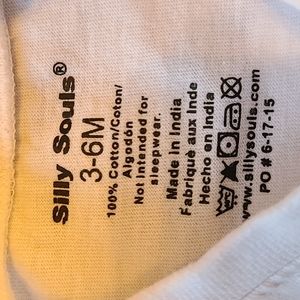 Silly Souls®
3-6M
100% Cotton/Coton/
Algodón
Not intended for
sleepwear.
Made in India
Fabriqué aux Inde
Hecho en India
www.sillysouls.com
PO # 6-17-15